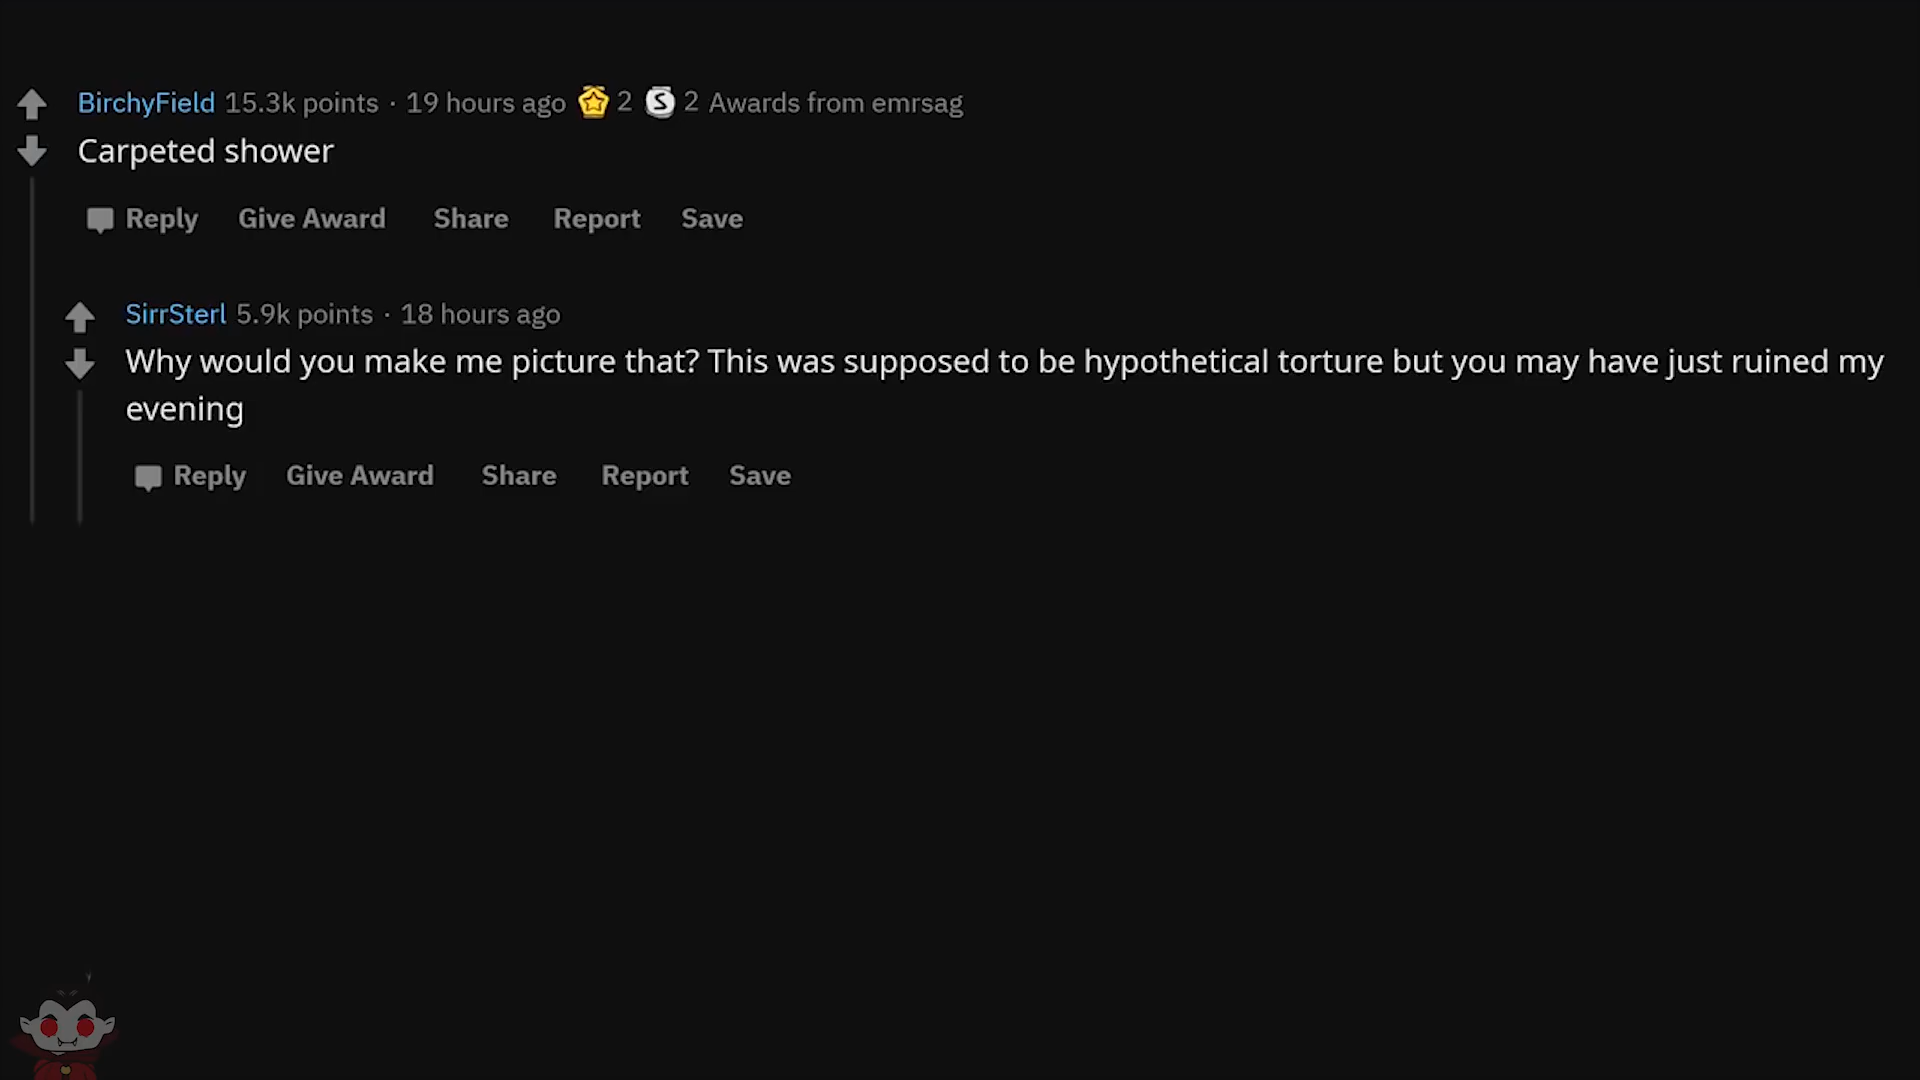 BirchyField 15.3k points · 19 hours ago 2 S 2 Awards from emrsag
Carpeted shower
Reply Give Award Share Report Save
SirrSterl 5.9k points · 18 hours ago
Why would you make me picture that? This was supposed to be hypothetical torture but you may have just ruined my
evening
Reply Give Award Share Report Save